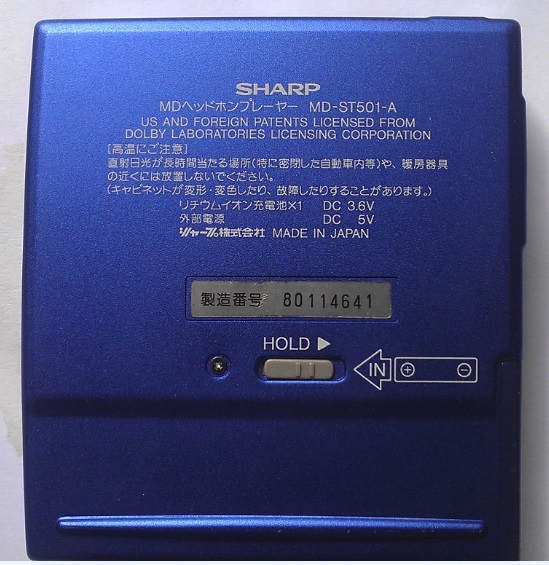 SHARP
MDヘッドホンプレーヤー MD-ST501-A
US AND FOREIGN PATENTS LICENSED FROM
DOLBY LABORATORIES LICENSING CORPORATION
[高温にご注意]
直射日光が長時間当たる場所(特に密閉した自動車内等)や、暖房器具
の近くには放置しないでください。
(キャビネットが変形・変色したり、故障したりすることがあります。)
リチウムイオン充電池×1 DC 3.6V
外部電源 DC 5V
シャープ株式会社 MADE IN JAPAN
製造番号 80114641
HOLD ▶
IN ⊕ ⊖